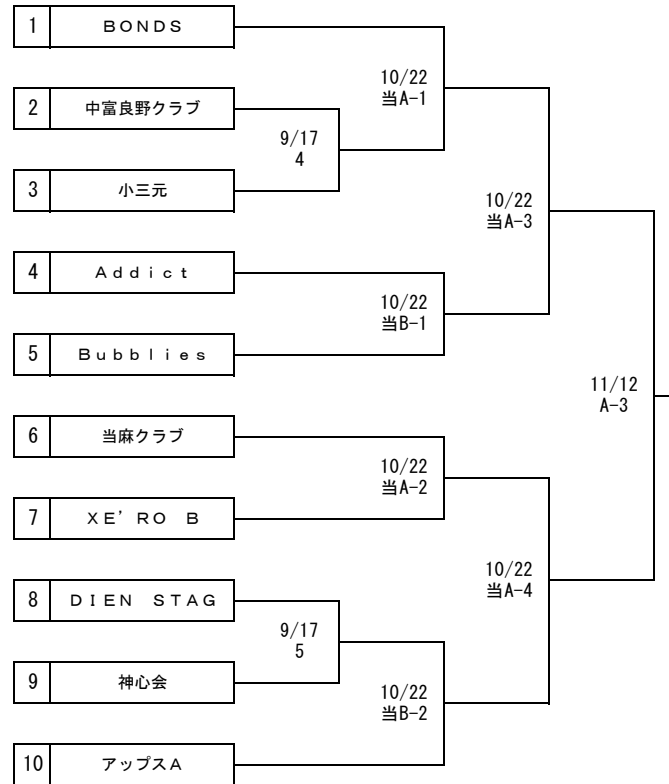 1 ＢＯＮＤＳ
10/22
当A-1
2 中富良野クラブ
9/17
4
3 小三元
10/22
当A-3
4 Ａｄｄｉｃｔ
10/22
当B-1
5 Ｂｕｂｂｌｉｅｓ
11/12
A-3
6 当麻クラブ
10/22
当A-2
7 ＸＥ’ＲＯ　Ｂ
10/22
当A-4
8 ＤＩＥＮ　ＳＴＡＧ
9/17
5
9 神心会
10/22
当B-2
10 アップスＡ